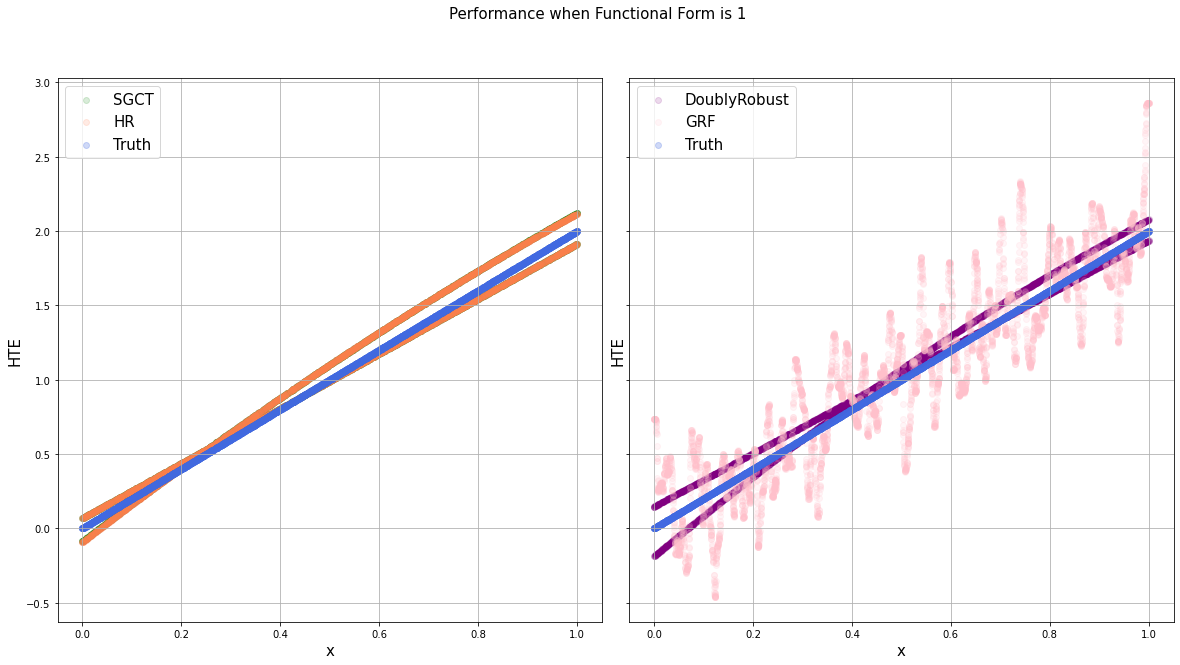 Performance when Functional Form is 1
SGCT
HR
Truth
HTE
3.0
2.5
2.0
1.5
1.0
0.5
0.0
−0.5
0.0 0.2 0.4 0.6 0.8 1.0
x
DoublyRobust
GRF
Truth
HTE
0.0 0.2 0.4 0.6 0.8 1.0
x